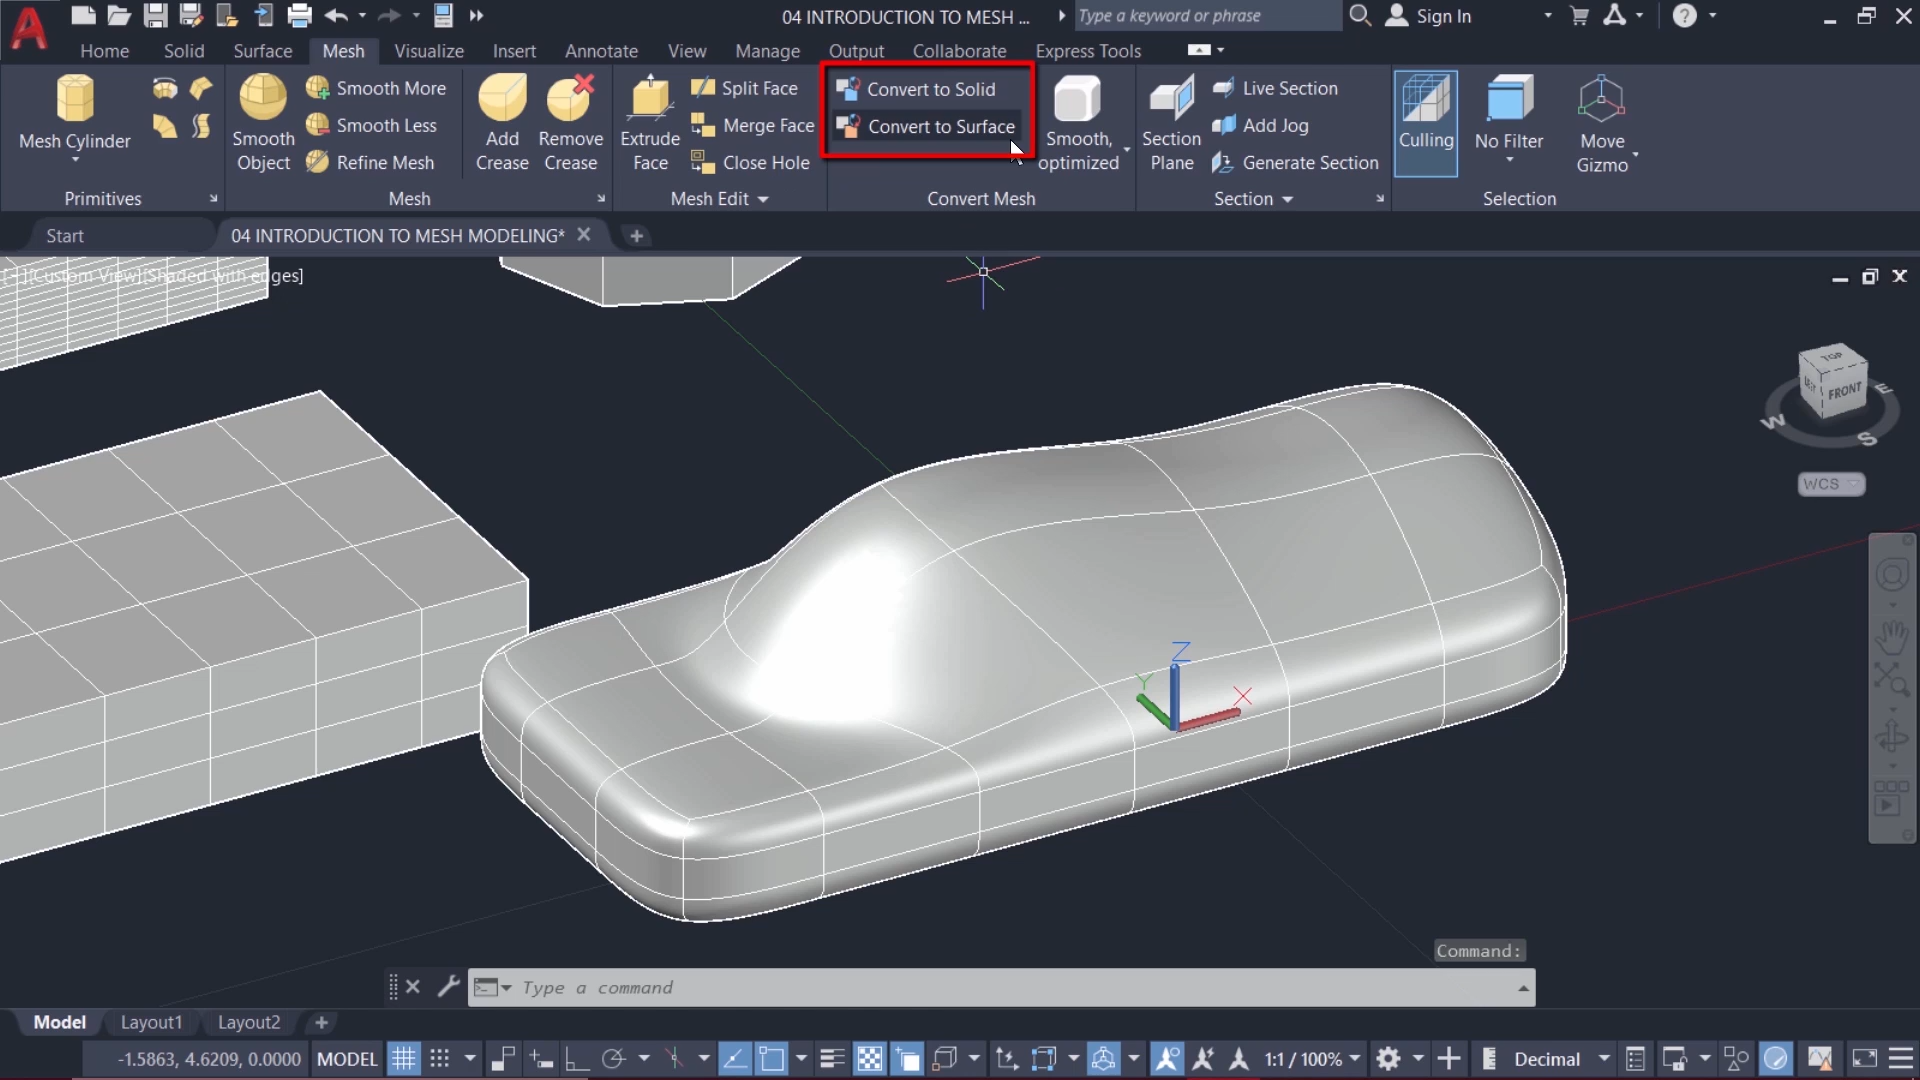 04 INTRODUCTION TO MESH ...
Type a keyword or phrase
Sign In
Home
Solid
Surface
Mesh
Visualize
Insert
Annotate
View
Manage
Output
Collaborate
Express Tools
Mesh Cylinder
Smooth Object
Smooth More
Smooth Less
Refine Mesh
Add Crease
Remove Crease
Extrude Face
Split Face
Merge Face
Close Hole
Convert to Solid
Convert to Surface
Smooth, optimized
Section Plane
Live Section
Add Jog
Generate Section
Culling
No Filter
Move Gizmo
Primitives
Mesh
Mesh Edit
Convert Mesh
Section
Selection
Start
04 INTRODUCTION TO MESH MODELING*
[-][Custom View][Shaded with edges]
TOP
LEFT
FRONT
W
S
E
WCS
Z
Y
X
Command:
Type a command
Model
Layout1
Layout2
-1.5863, 4.6209, 0.0000
MODEL
1:1 / 100%
Decimal